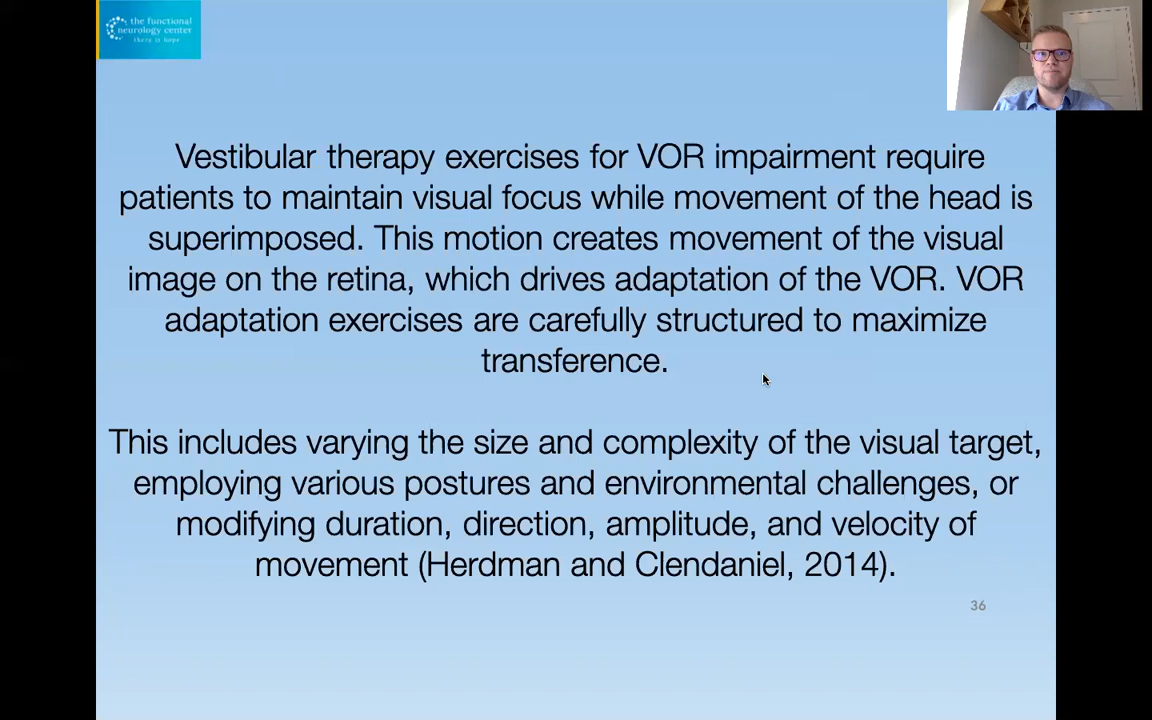 the functional
neurology center
there is hope
Vestibular therapy exercises for VOR impairment require
patients to maintain visual focus while movement of the head is
superimposed. This motion creates movement of the visual
image on the retina, which drives adaptation of the VOR. VOR
adaptation exercises are carefully structured to maximize
transference.
This includes varying the size and complexity of the visual target,
employing various postures and environmental challenges, or
modifying duration, direction, amplitude, and velocity of
movement (Herdman and Clendaniel, 2014).
36